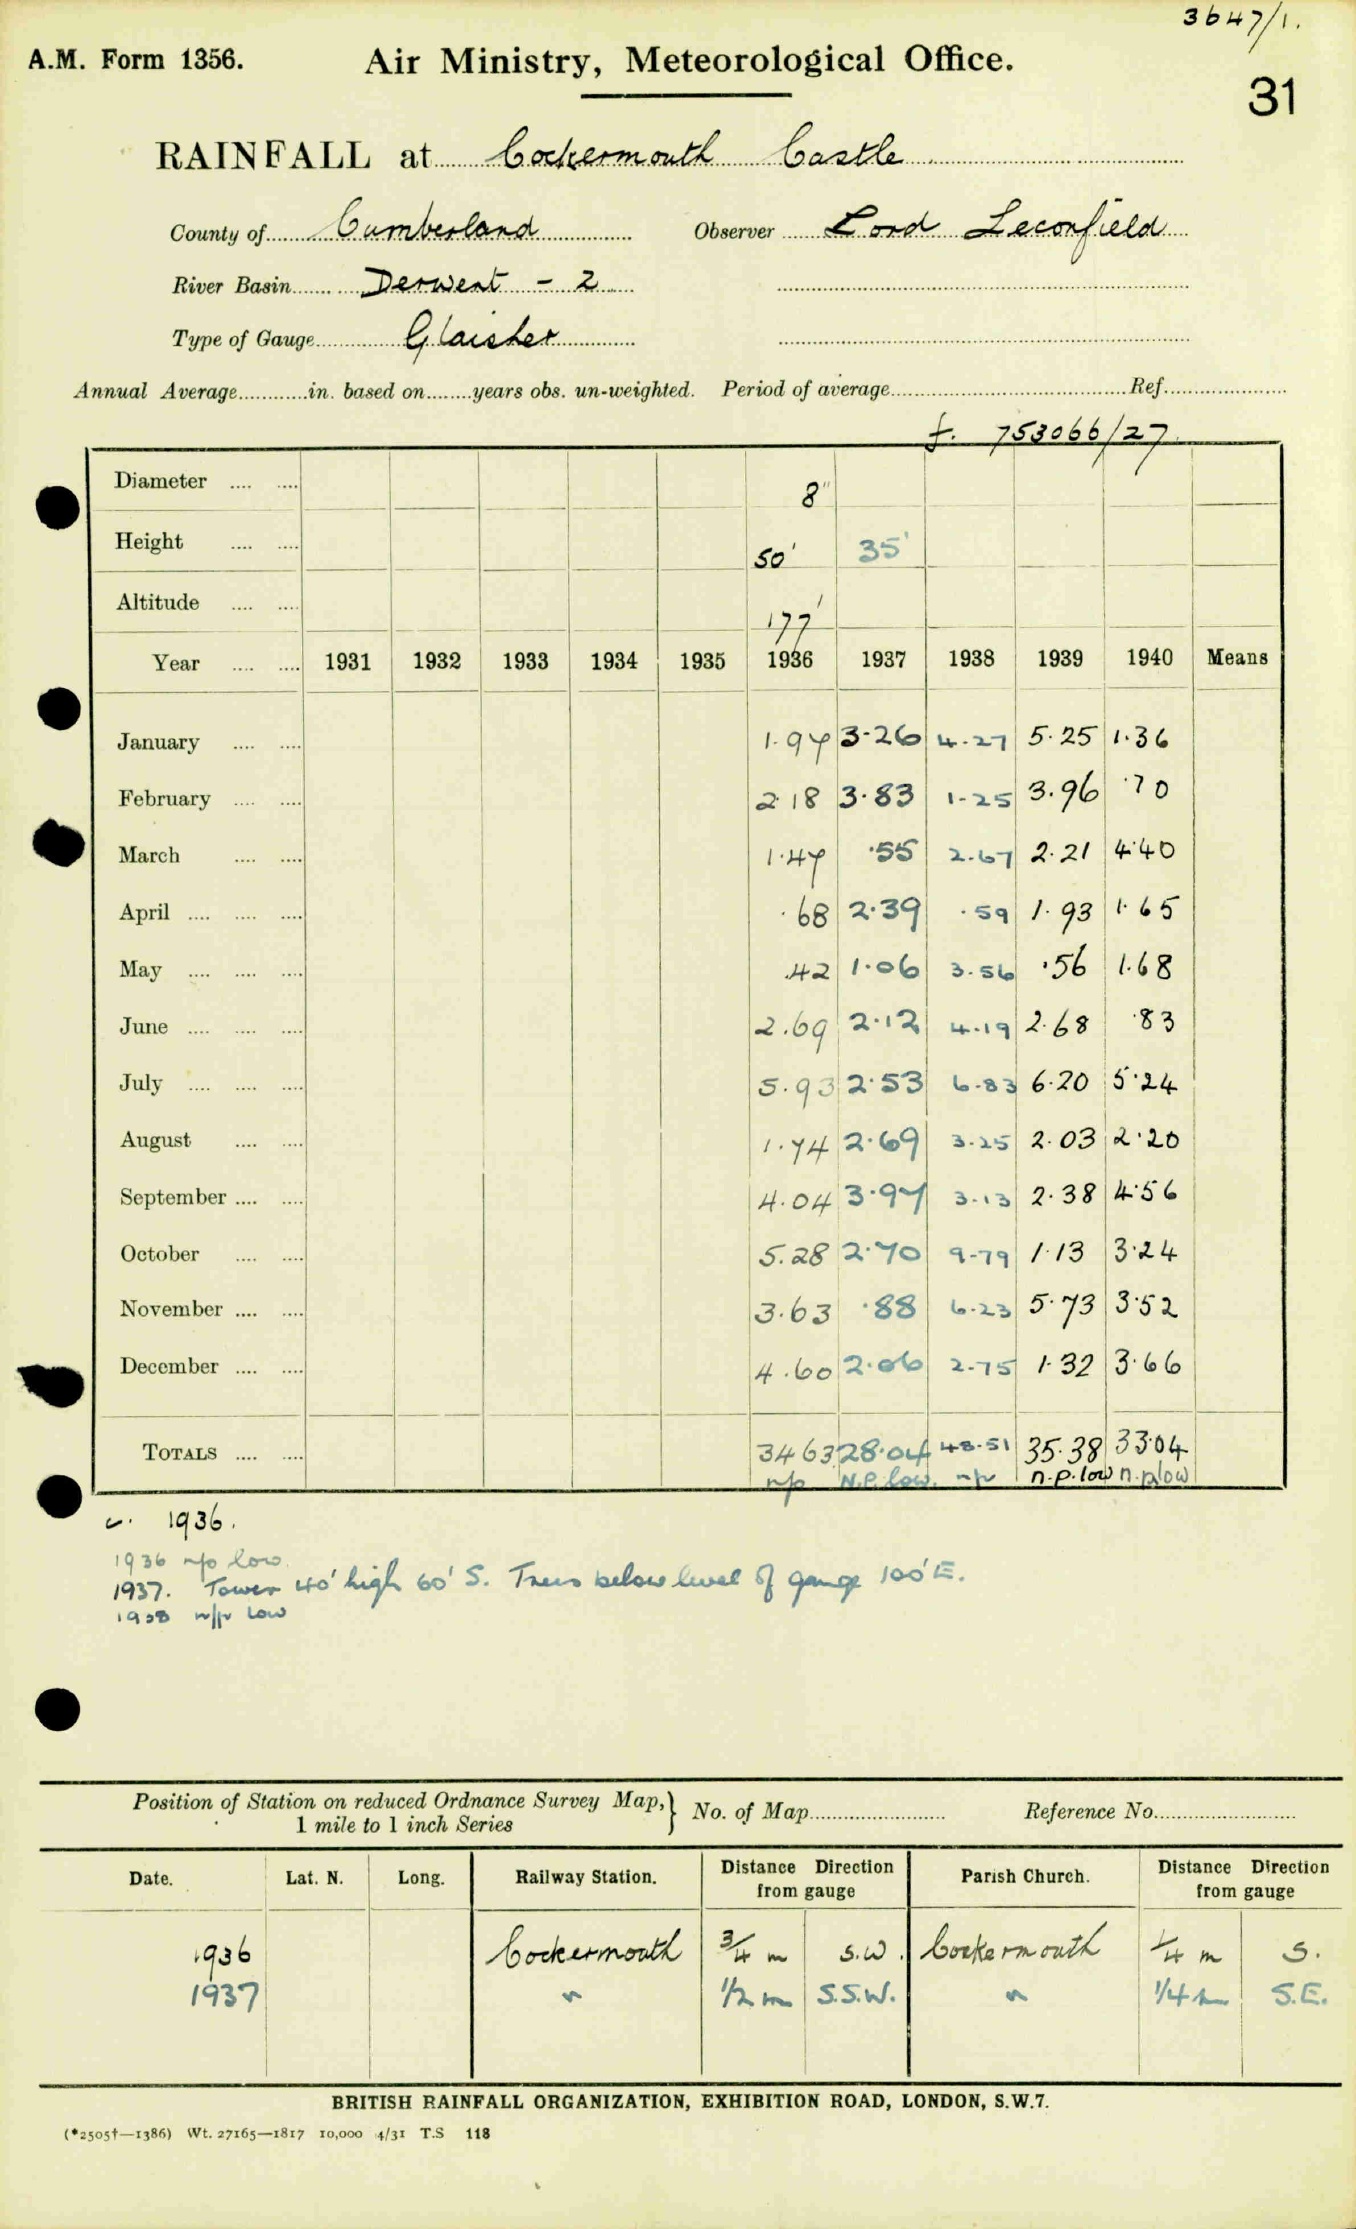 3647/1.
A.M. Form 1356. Air Ministry, Meteorological Office.
31
RAINFALL at Cockermouth Castle
County of Cumberland Observer Lord Leconfield
River Basin Derwent - 2
Type of Gauge Glaisher
Annual Average in. based on years obs. un-weighted. Period of average Ref.
f. 753066/27
Diameter 8"
Height 50' 35'
Altitude 177'
Year 1931 1932 1933 1934 1935 1936 1937 1938 1939 1940 Means
January 1.97 3.26 4.27 5.25 1.36
February 2.18 3.83 1.25 3.96 .70
March 1.47 .55 2.67 2.21 4.40
April .68 2.39 .59 1.93 1.65
May .42 1.06 3.56 .56 1.68
June 2.69 2.12 4.19 2.68 .83
July 5.93 2.53 6.83 6.20 5.24
August 1.74 2.69 3.25 2.03 2.20
September 4.04 3.97 3.13 2.38 4.56
October 5.28 2.70 9.79 1.13 3.24
November 3.63 .88 6.23 5.73 3.52
December 4.60 2.06 2.75 1.32 3.66
TOTALS 34 63 28.04 48.51 35.38 33.04
n/p N.P. low. n/p n.p.low n.plow
c. 1936.
1936 n/p low.
1937. Tower 40' high 60' S. Trees below level of gauge 100' E.
1938 n/p low
Position of Station on reduced Ordnance Survey Map, } No. of Map Reference No.
1 mile to 1 inch Series
Date. Lat. N. Long. Railway Station. Distance Direction from gauge Parish Church. Distance Direction from gauge
1936 Cockermouth 3/4 m S.W. Cockermouth 1/4 m S.
1937 " 1/2 m S.S.W. " 1/4 m S.E.
BRITISH RAINFALL ORGANIZATION, EXHIBITION ROAD, LONDON, S.W.7.
(*2505†—1386) Wt. 27165—1817 10,000 4/31 T.S 118